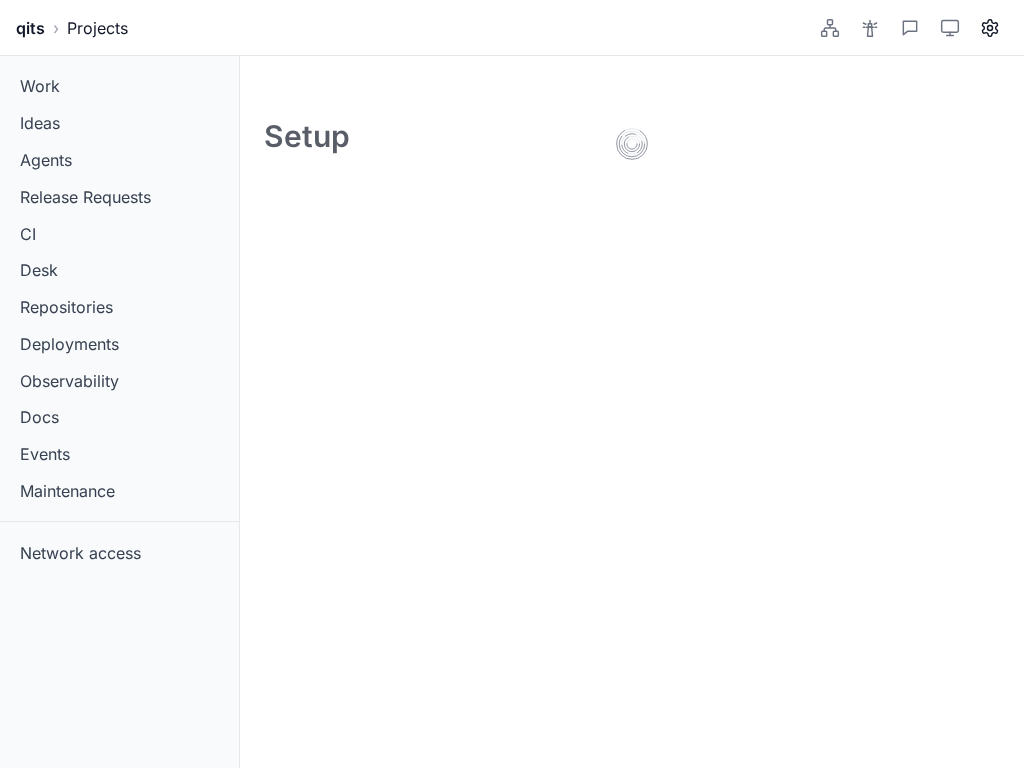 qits › Projects
Work
Ideas
Agents
Release Requests
CI
Desk
Repositories
Deployments
Observability
Docs
Events
Maintenance
Network access
Setup